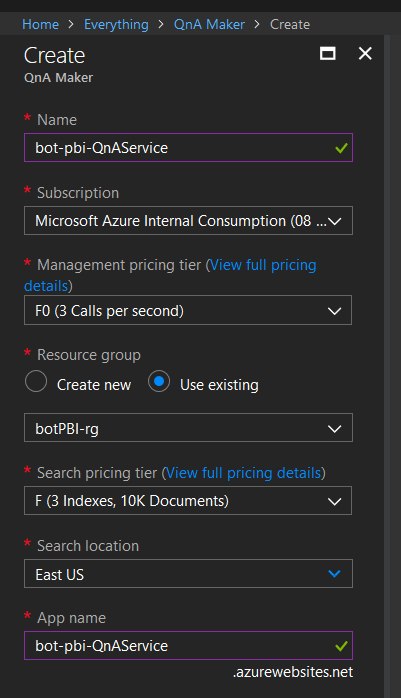 Home > Everything > QnA Maker > Create
Create
QnA Maker
* Name
bot-pbi-QnAService
* Subscription
Microsoft Azure Internal Consumption (08 ...
* Management pricing tier (View full pricing
details)
F0 (3 Calls per second)
* Resource group
Create new Use existing
botPBI-rg
* Search pricing tier (View full pricing details)
F (3 Indexes, 10K Documents)
* Search location
East US
* App name
bot-pbi-QnAService
.azurewebsites.net